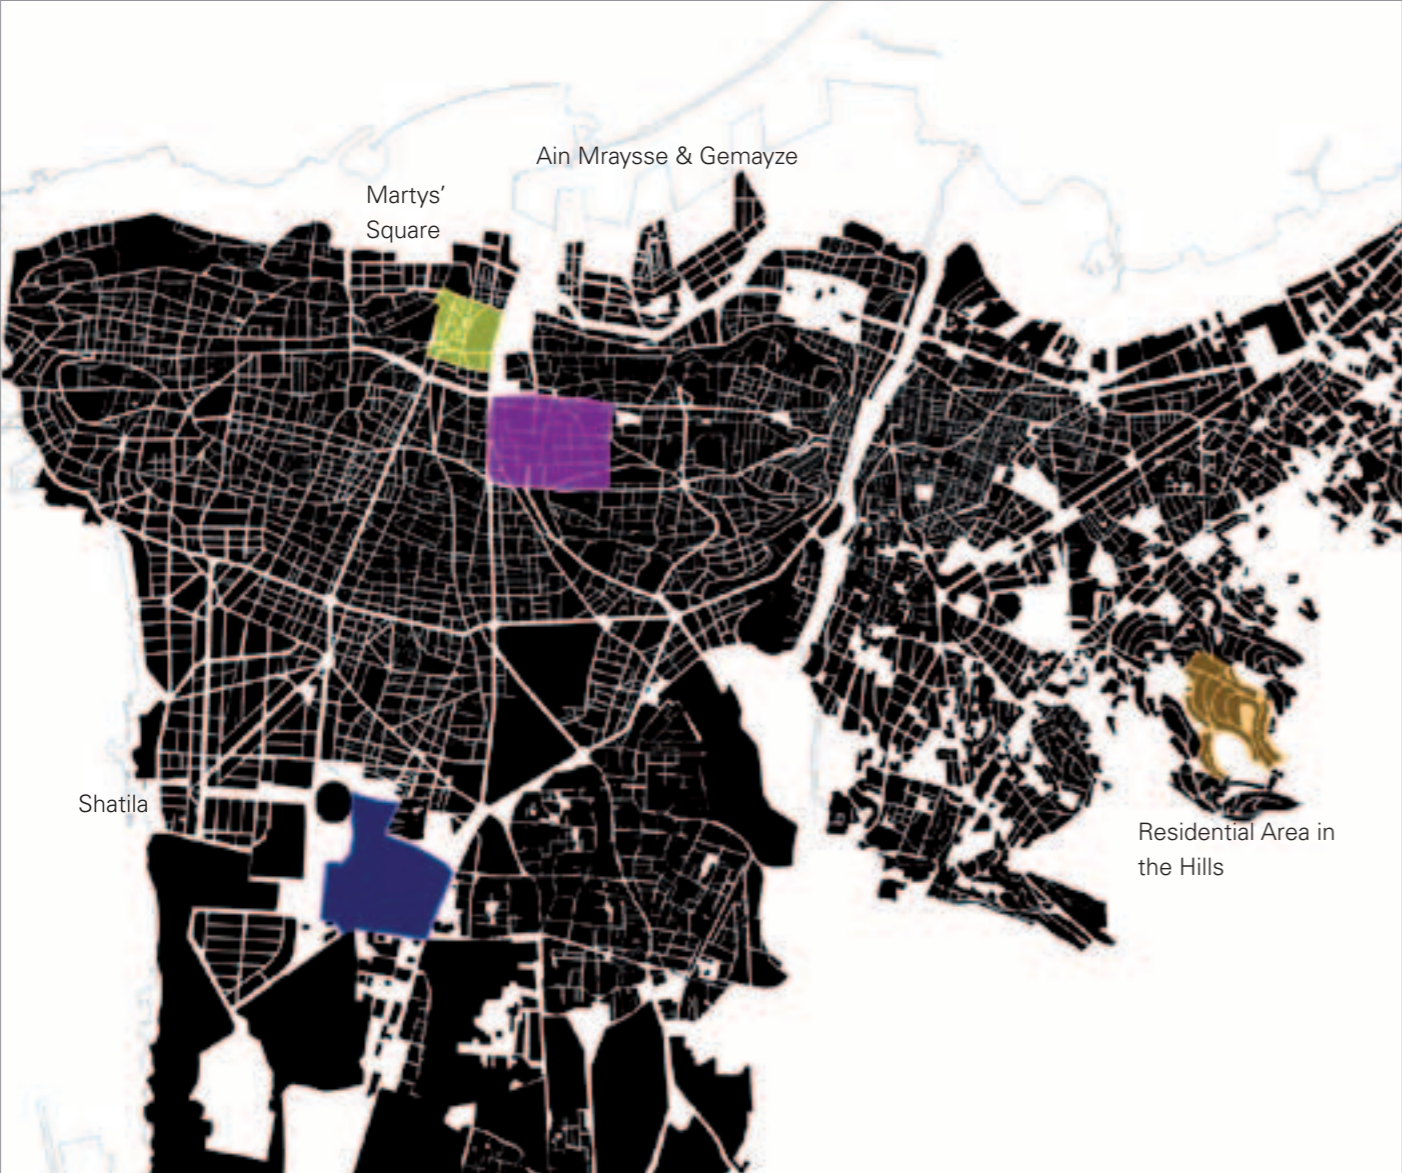 Ain Mraysse & Gemayze
Martys’
Square
Shatila
Residential Area in
the Hills